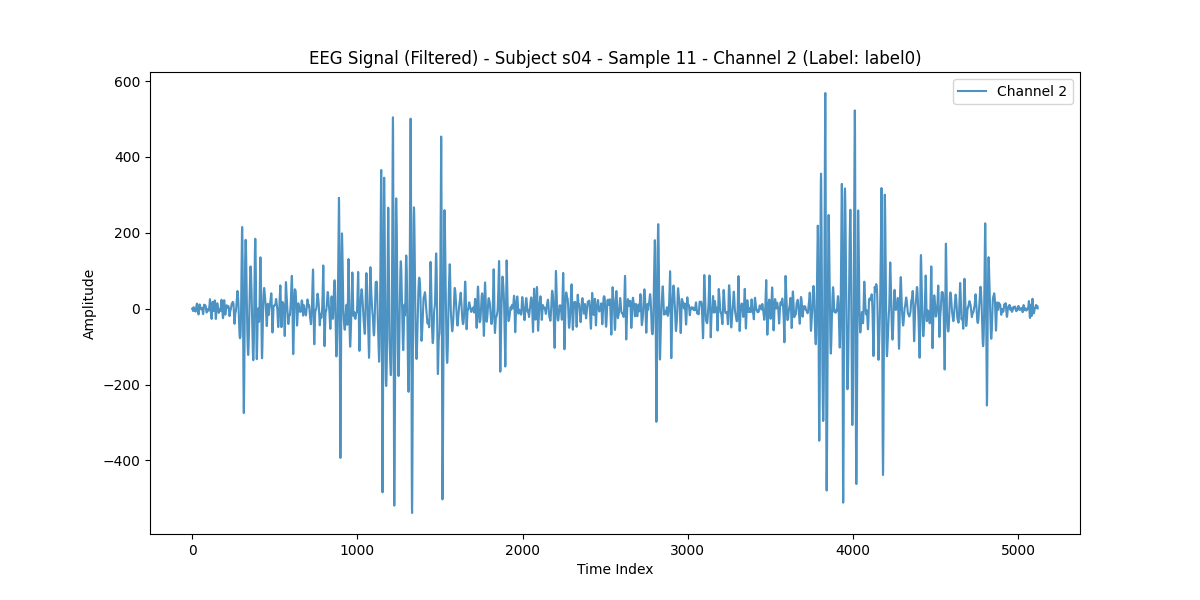 EEG Signal (Filtered) - Subject s04 - Sample 11 - Channel 2 (Label: label0)
Channel 2
600
400
200
0
−200
−400
Amplitude
0 1000 2000 3000 4000 5000
Time Index